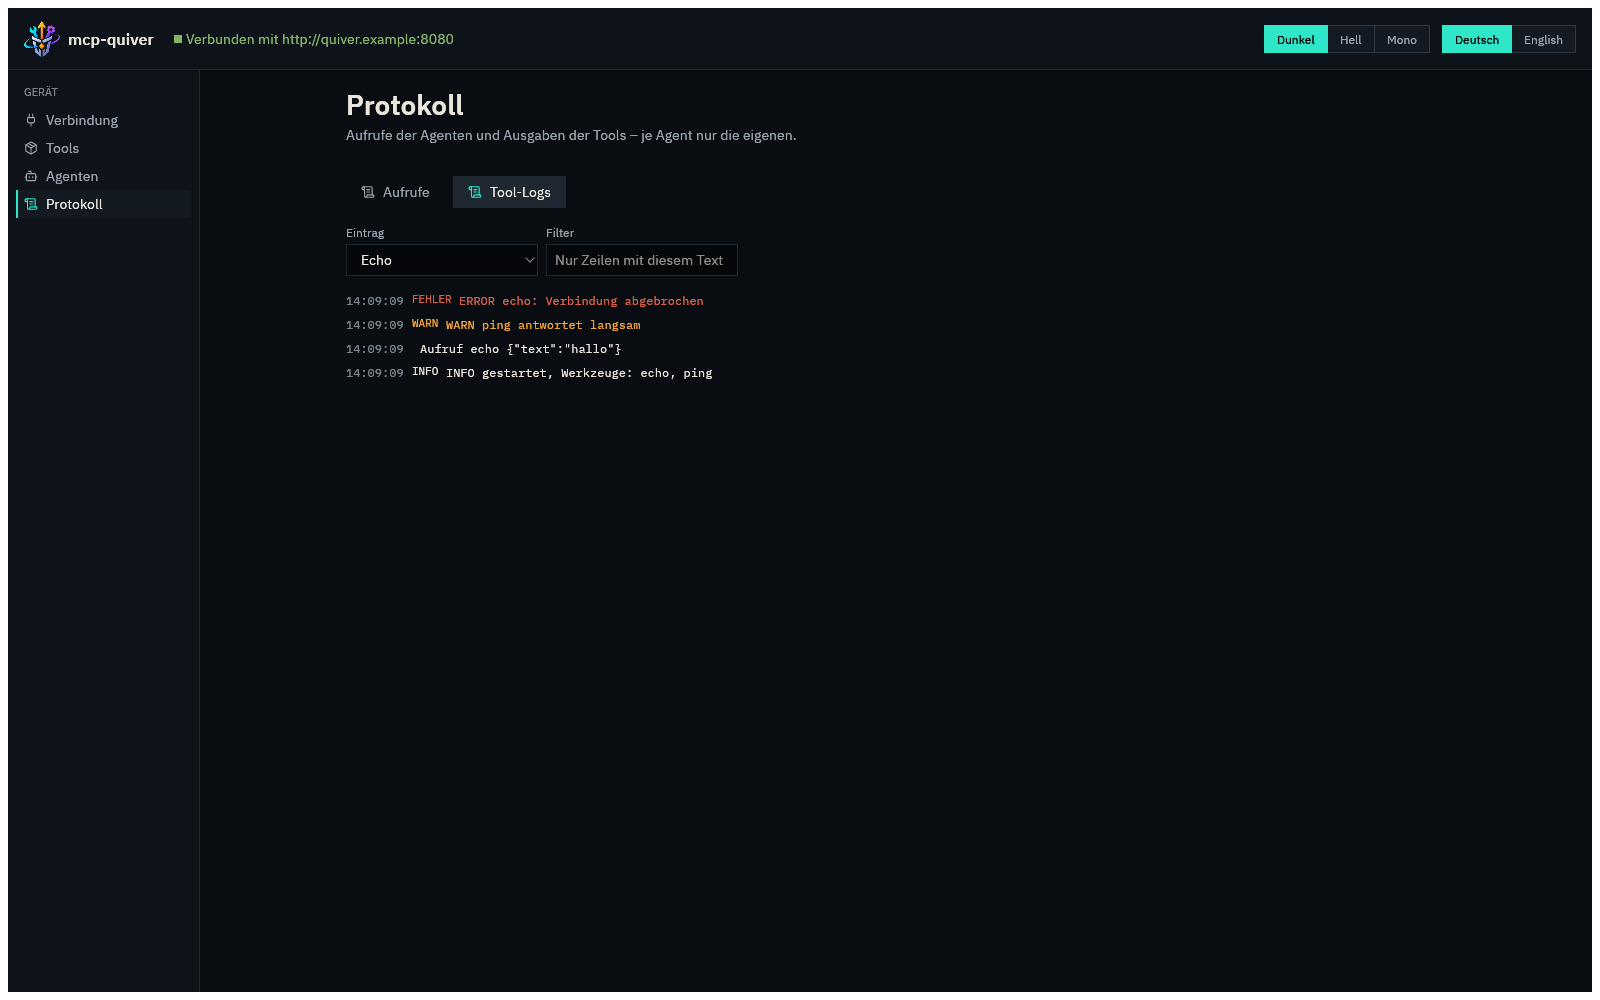 mcp-quiver
Verbunden mit http://quiver.example:8080
Dunkel Hell Mono Deutsch English
GERÄT
Verbindung
Tools
Agenten
Protokoll
Protokoll
Aufrufe der Agenten und Ausgaben der Tools – je Agent nur die eigenen.
Aufrufe Tool-Logs
Eintrag Filter
Echo Nur Zeilen mit diesem Text
14:09:09 FEHLER ERROR echo: Verbindung abgebrochen
14:09:09 WARN WARN ping antwortet langsam
14:09:09 Aufruf echo {"text":"hallo"}
14:09:09 INFO INFO gestartet, Werkzeuge: echo, ping